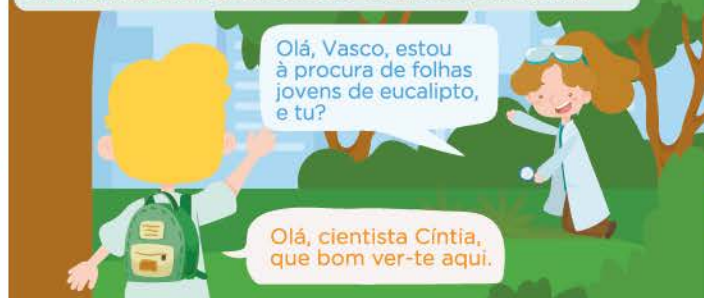 Olá, Vasco, estou
à procura de folhas
jovens de eucalipto,
e tu?
Olá, cientista Cíntia,
que bom ver-te aqui.